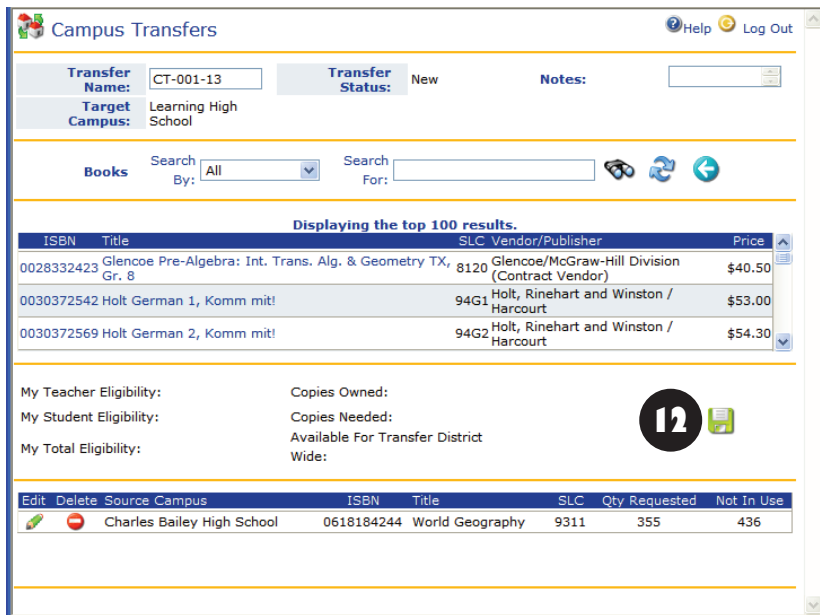 Campus Transfers
Help Log Out
Transfer Name: CT-001-13 Transfer Status: New Notes:
Target Campus: Learning High School
Books Search By: All Search For:
Displaying the top 100 results.
ISBN Title SLC Vendor/Publisher Price
0028332423 Glencoe Pre-Algebra: Int. Trans. Alg. & Geometry TX, Gr. 8 8120 Glencoe/McGraw-Hill Division (Contract Vendor) $40.50
0030372542 Holt German 1, Komm mit! 94G1 Holt, Rinehart and Winston / Harcourt $53.00
0030372569 Holt German 2, Komm mit! 94G2 Holt, Rinehart and Winston / Harcourt $54.30
My Teacher Eligibility: Copies Owned:
My Student Eligibility: Copies Needed:
My Total Eligibility: Available For Transfer District Wide:
12
Edit Delete Source Campus ISBN Title SLC Qty Requested Not In Use
Charles Bailey High School 0618184244 World Geography 9311 355 436